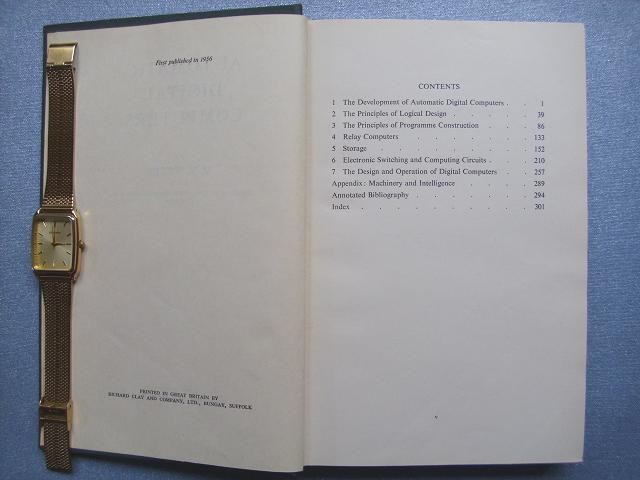 First published in 1956
PRINTED IN GREAT BRITAIN BY
RICHARD CLAY AND COMPANY, LTD., BUNGAY, SUFFOLK
CONTENTS
1 The Development of Automatic Digital Computers . . 1
2 The Principles of Logical Design . . . . 39
3 The Principles of Programme Construction . . . 86
4 Relay Computers . . . . . . 133
5 Storage . . . . . . . 152
6 Electronic Switching and Computing Circuits . . . 210
7 The Design and Operation of Digital Computers . . . 257
Appendix: Machinery and Intelligence . . . . 289
Annotated Bibliography . . . . . . 294
Index . . . . . . . . 301
v